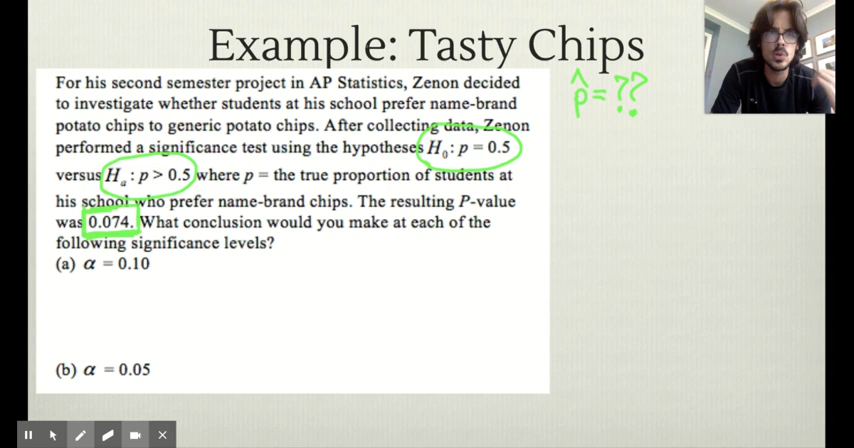 Example: Tasty Chips
For his second semester project in AP Statistics, Zenon decided
to investigate whether students at his school prefer name-brand
potato chips to generic potato chips. After collecting data, Zenon
performed a significance test using the hypotheses H₀ : p = 0.5
versus Hₐ : p > 0.5 where p = the true proportion of students at
his school who prefer name-brand chips. The resulting P-value
was 0.074. What conclusion would you make at each of the
following significance levels?
(a) α = 0.10
(b) α = 0.05
p̂ = ??